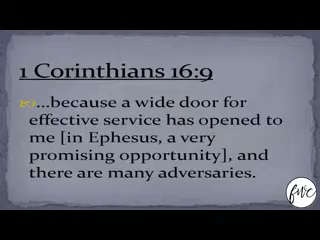 1 Corinthians 16:9
...because a wide door for
effective service has opened to
me [in Ephesus, a very
promising opportunity], and
there are many adversaries.
fwc